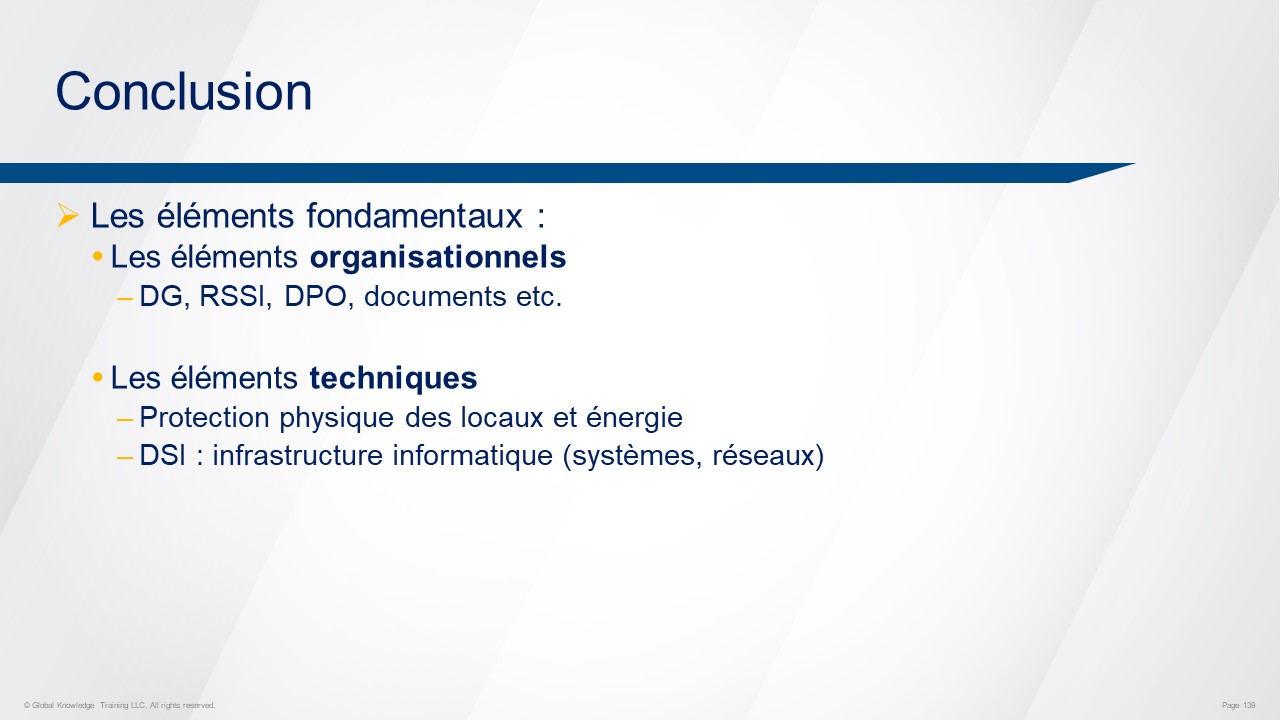 Conclusion
Les éléments fondamentaux :
Les éléments organisationnels
– DG, RSSI, DPO, documents etc.
Les éléments techniques
– Protection physique des locaux et énergie
– DSI : infrastructure informatique (systèmes, réseaux)
© Global Knowledge Training LLC. All rights reserved.
Page 139